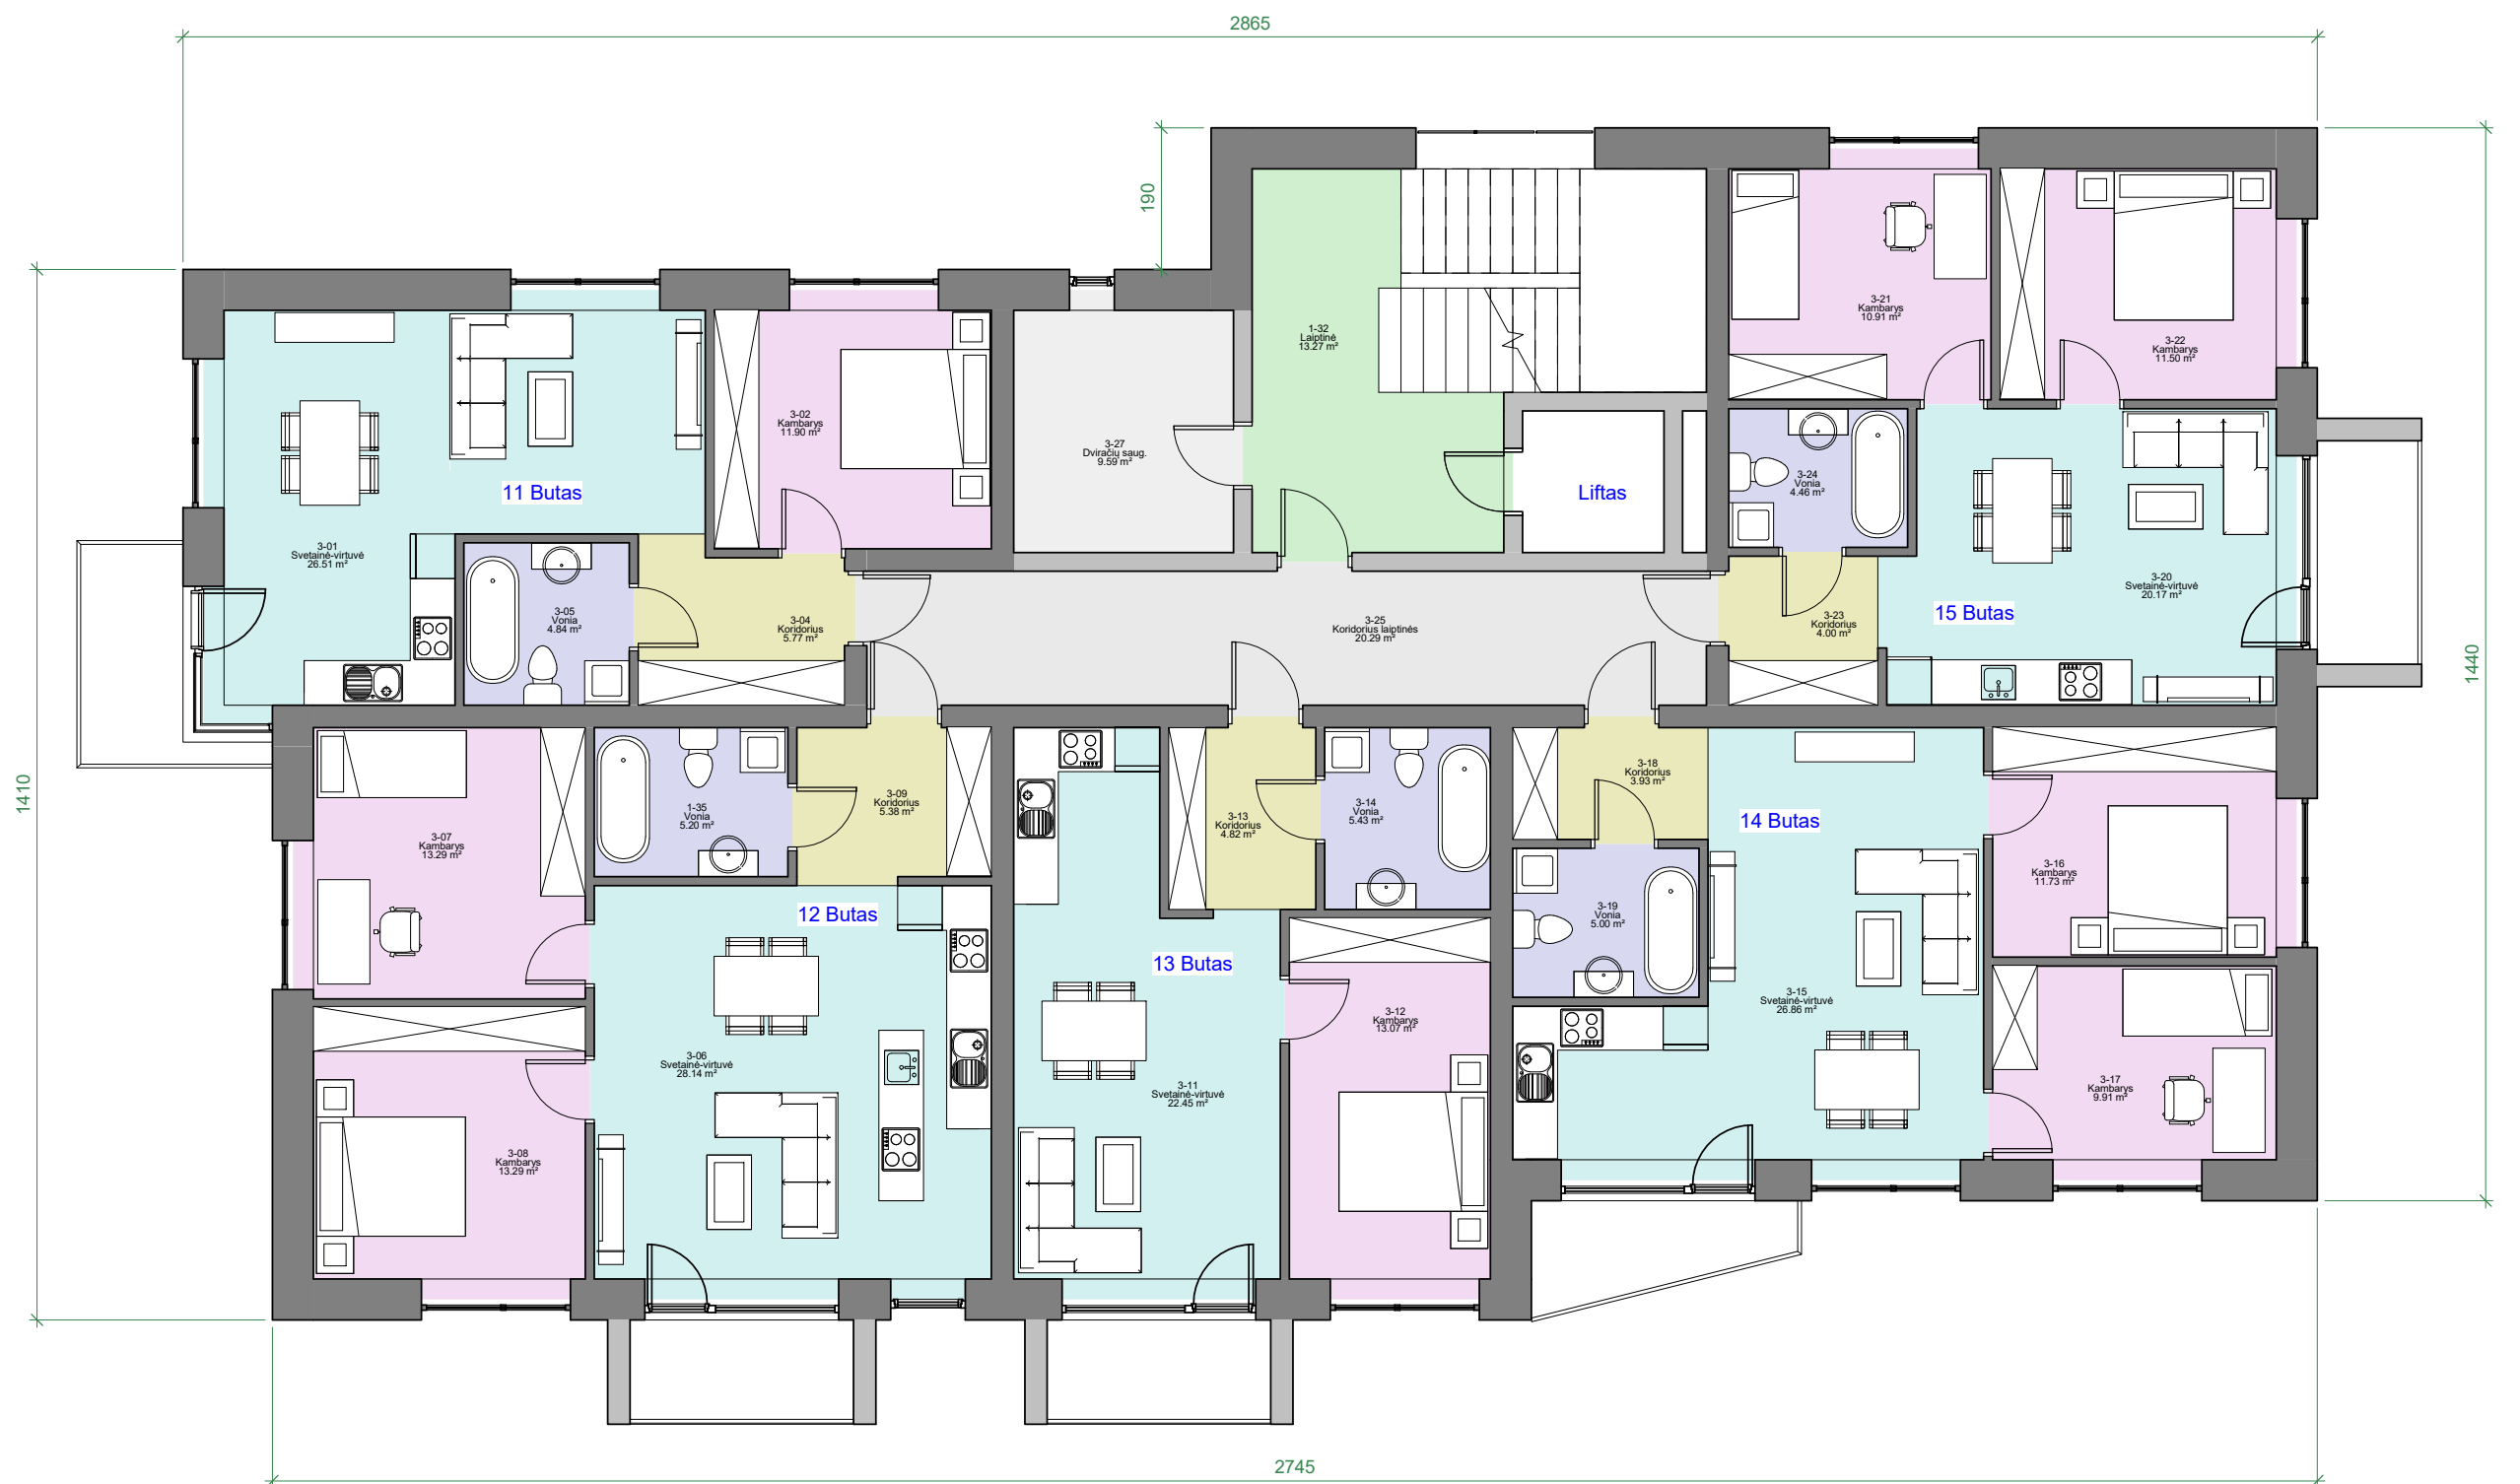 2865
190
1-32
Laiptinė
13.27 m²
3-21
Kambarys
10.91 m²
3-22
Kambarys
11.50 m²
3-02
Kambarys
11.90 m²
3-27
Dviračių saug.
9.59 m²
11 Butas
Liftas
3-24
Vonia
4.46 m²
3-01
Svetainė-virtuvė
26.51 m²
3-05
Vonia
4.84 m²
3-04
Koridorius
5.77 m²
3-25
Koridorius laiptinės
20.29 m²
3-23
Koridorius
4.00 m²
15 Butas
3-20
Svetainė-virtuvė
20.17 m²
1440
1410
3-07
Kambarys
13.29 m²
1-35
Vonia
5.20 m²
3-09
Koridorius
5.38 m²
3-13
Koridorius
4.82 m²
3-14
Vonia
5.43 m²
3-18
Koridorius
3.93 m²
14 Butas
3-16
Kambarys
11.73 m²
12 Butas
13 Butas
3-19
Vonia
5.00 m²
3-15
Svetainė-virtuvė
26.86 m²
3-12
Kambarys
13.07 m²
3-06
Svetainė-virtuvė
28.14 m²
3-11
Svetainė-virtuvė
22.45 m²
3-17
Kambarys
9.91 m²
3-08
Kambarys
13.29 m²
2745